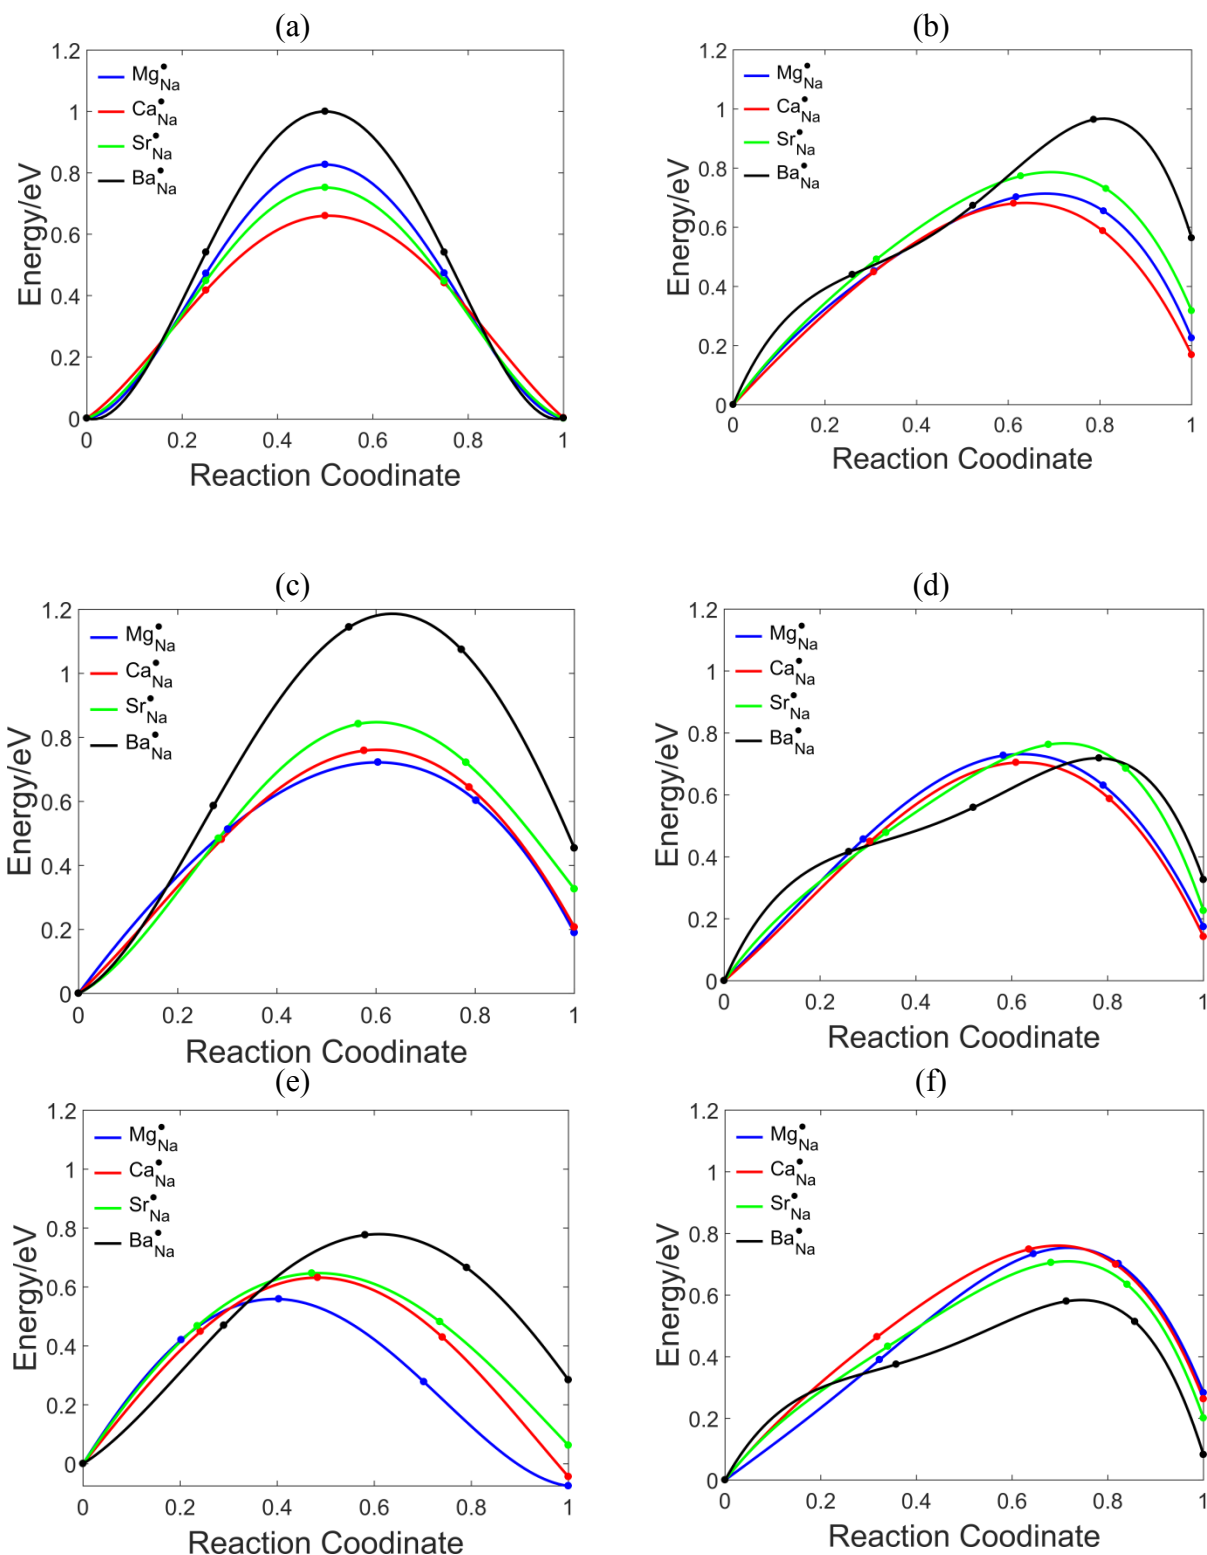 (a)
1.2
1
0.8
0.6
0.4
0.2
0
0 0.2 0.4 0.6 0.8 1
Energy/eV
Reaction Coodinate
Mg•Na
Ca•Na
Sr•Na
Ba•Na
(b)
1.2
1
0.8
0.6
0.4
0.2
0
0 0.2 0.4 0.6 0.8 1
Energy/eV
Reaction Coodinate
Mg•Na
Ca•Na
Sr•Na
Ba•Na
(c)
1.2
1
0.8
0.6
0.4
0.2
0
0 0.2 0.4 0.6 0.8 1
Energy/eV
Reaction Coodinate
Mg•Na
Ca•Na
Sr•Na
Ba•Na
(d)
1.2
1
0.8
0.6
0.4
0.2
0
0 0.2 0.4 0.6 0.8 1
Energy/eV
Reaction Coodinate
Mg•Na
Ca•Na
Sr•Na
Ba•Na
(e)
1.2
1
0.8
0.6
0.4
0.2
0
0 0.2 0.4 0.6 0.8 1
Energy/eV
Reaction Coodinate
Mg•Na
Ca•Na
Sr•Na
Ba•Na
(f)
1.2
1
0.8
0.6
0.4
0.2
0
0 0.2 0.4 0.6 0.8 1
Energy/eV
Reaction Coodinate
Mg•Na
Ca•Na
Sr•Na
Ba•Na